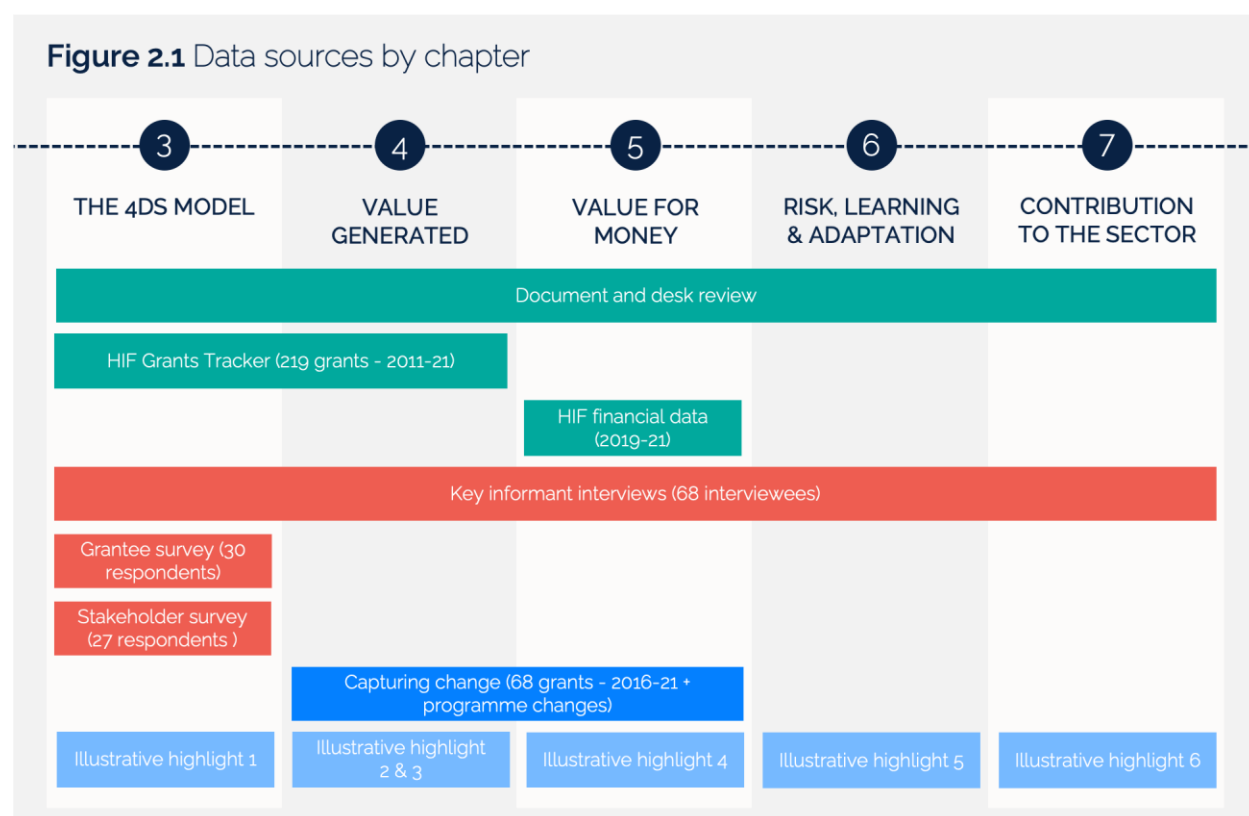 Figure 2.1 Data sources by chapter
3
4
5
6
7
THE 4DS MODEL
VALUE
GENERATED
VALUE FOR
MONEY
RISK, LEARNING
& ADAPTATION
CONTRIBUTION
TO THE SECTOR
Document and desk review
HIF Grants Tracker (219 grants - 2011-21)
HIF financial data
(2019-21)
Key informant interviews (68 interviewees)
Grantee survey (30
respondents)
Stakeholder survey
(27 respondents )
Capturing change (68 grants - 2016-21 +
programme changes)
Illustrative highlight 1
Illustrative highlight
2 & 3
Illustrative highlight 4
Illustrative highlight 5
Illustrative highlight 6